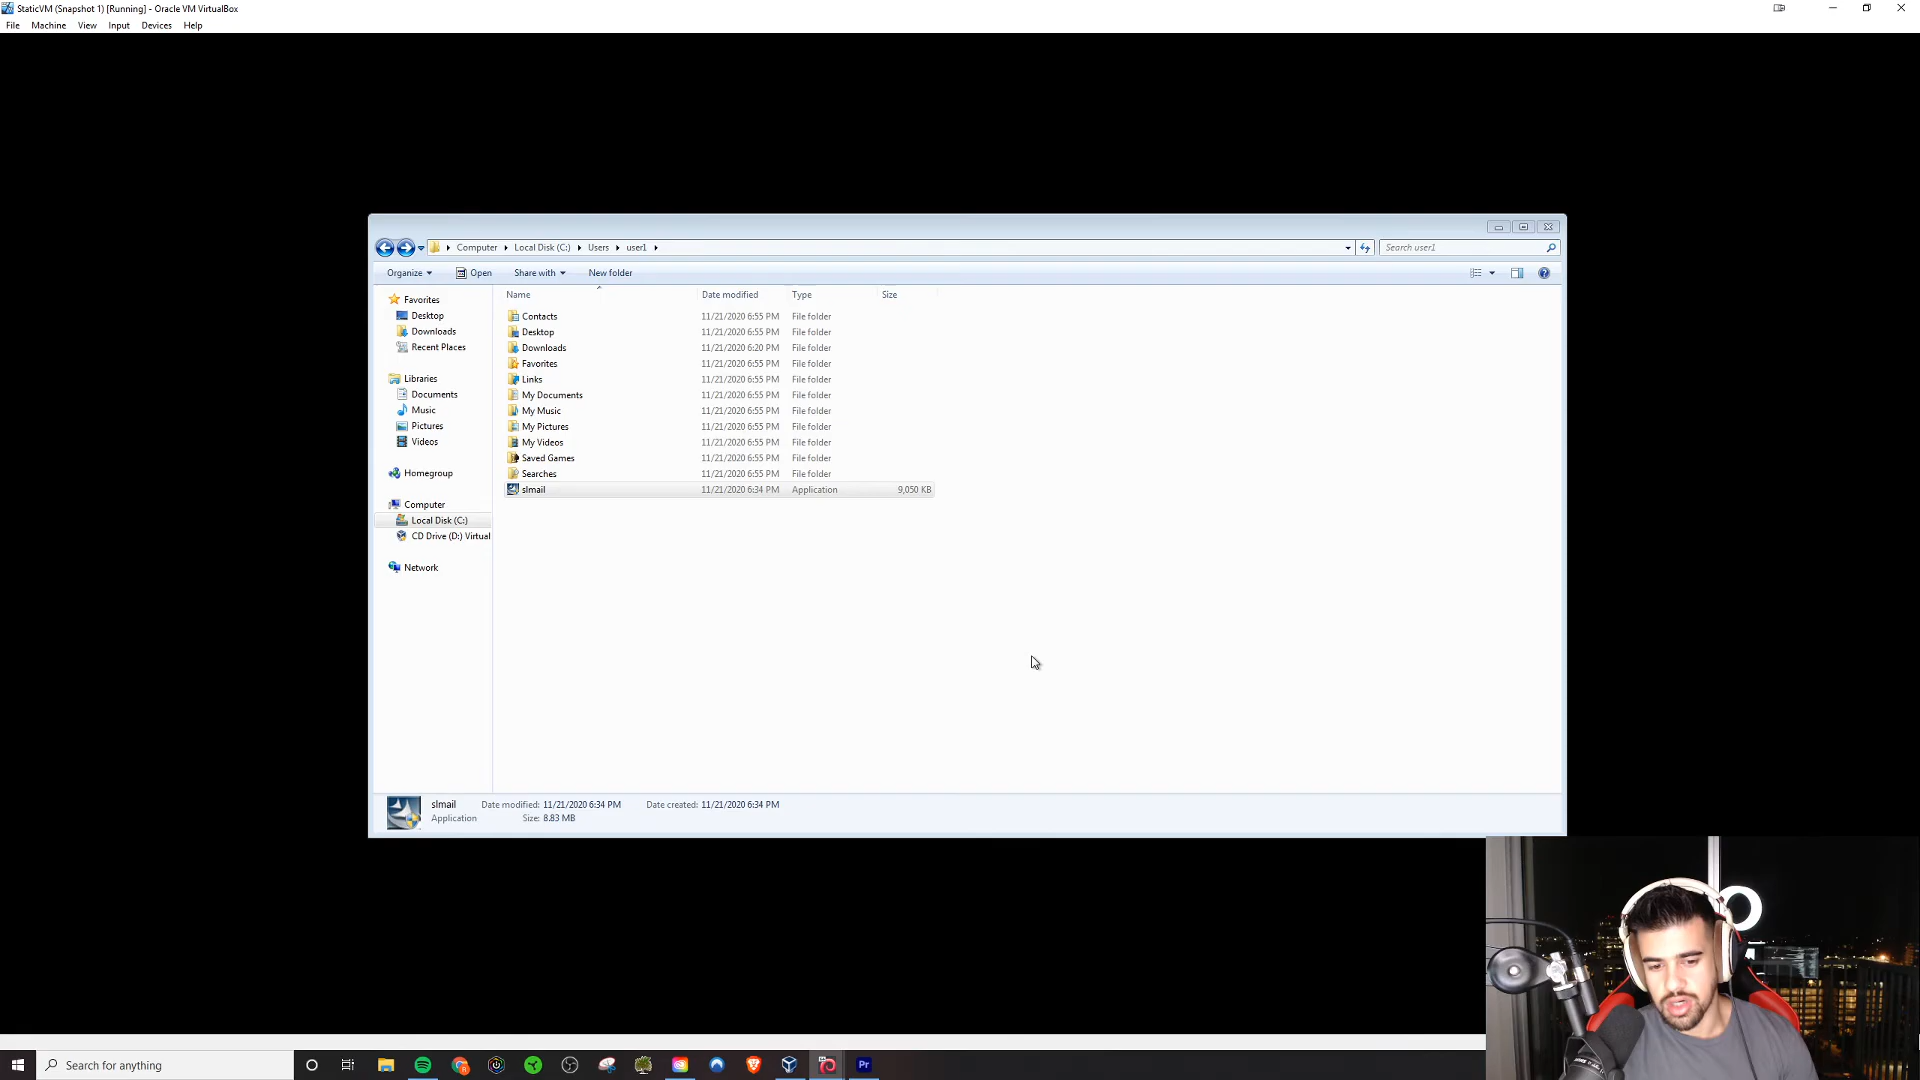 StaticVM (Snapshot 1) [Running] - Oracle VM VirtualBox
File Machine View Input Devices Help
Computer Local Disk (C:) Users user1
Search user1
Organize Open Share with New folder
Name Date modified Type Size
Favorites
Desktop
Downloads
Recent Places
Libraries
Documents
Music
Pictures
Videos
Homegroup
Computer
Local Disk (C:)
CD Drive (D:) Virtual
Network
Contacts 11/21/2020 6:55 PM File folder
Desktop 11/21/2020 6:55 PM File folder
Downloads 11/21/2020 6:20 PM File folder
Favorites 11/21/2020 6:55 PM File folder
Links 11/21/2020 6:55 PM File folder
My Documents 11/21/2020 6:55 PM File folder
My Music 11/21/2020 6:55 PM File folder
My Pictures 11/21/2020 6:55 PM File folder
My Videos 11/21/2020 6:55 PM File folder
Saved Games 11/21/2020 6:55 PM File folder
Searches 11/21/2020 6:55 PM File folder
slmail 11/21/2020 6:34 PM Application 9,050 KB
slmail Date modified: 11/21/2020 6:34 PM Date created: 11/21/2020 6:34 PM
Application Size: 8.83 MB
Search for anything
Pr